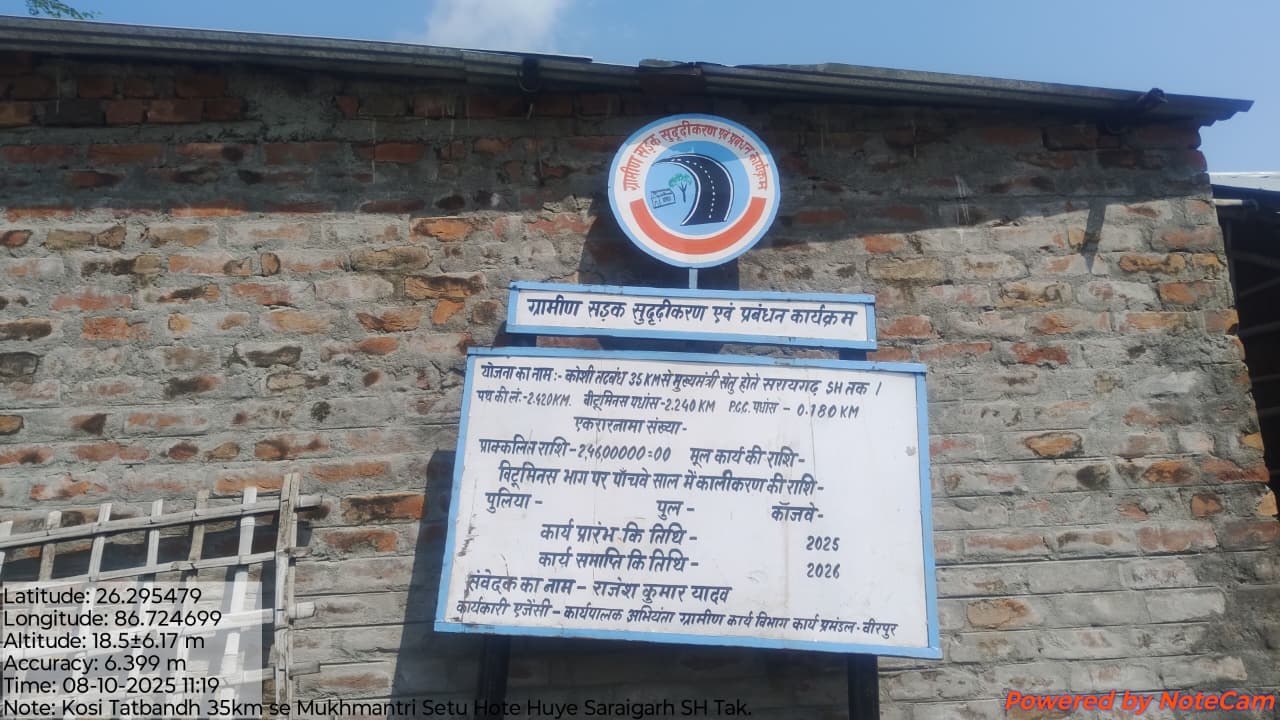 ग्रामीण सड़क सुदृढीकरण एवं प्रबंधन कार्यक्रम
ग्रामीण सड़क सुदृढीकरण एवं प्रबंधन कार्यक्रम
योजना का नाम :- कोशी तटबंध 35 KM से मुख्यमंत्री सेतु होते सरायगढ़ SH तक ।
पथ की लं:-2.420KM. बीटूमिनस पथांस-2.240 KM P.C.C. पथांस - 0.180 KM
एकरारनामा संख्या-
प्राक्कलित राशि-2,4600000=00 मूल कार्य की राशि-
विटूमिनस भाग पर पाँचवे साल में कालीकरण की राशि-
पुलिया- पुल- कॉजवे-
कार्य प्रारंभ कि तिथि- 2025
कार्य समाप्ति कि तिथि- 2026
संवेदक का नाम - राजेश कुमार यादव
कार्यकारी एजेंसी - कार्यपालक अभियंता ग्रामीण कार्य विभाग कार्य प्रमंडल-वीरपुर
Latitude: 26.295479
Longitude: 86.724699
Altitude: 18.5±6.17 m
Accuracy: 6.399 m
Time: 08-10-2025 11:19
Note: Kosi Tatbandh 35km se Mukhmantri Setu Hote Huye Saraigarh SH Tak.
Powered by NoteCam